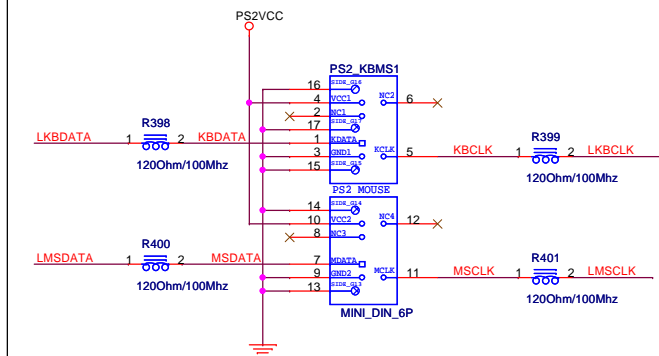 PS2VCC
PS2_KBMS1
16 SIDE_G16
4 VCC1 NC2 6
2 NC1
17 SIDE_G17
R398
LKBDATA 1 2 KBDATA 1 KDATA
120Ohm/100Mhz
3 GND1 KCLK 5 KBCLK 1 2 LKBCLK
R399
120Ohm/100Mhz
15 SIDE_G15
PS2 MOUSE
14 SIDE_G14
10 VCC2 NC4 12
8 NC3
R400
LMSDATA 1 2 MSDATA 7 MDATA
120Ohm/100Mhz
9 GND2 MCLK 11 MSCLK 1 2 LMSCLK
R401
120Ohm/100Mhz
13 SIDE_G13
MINI_DIN_6P